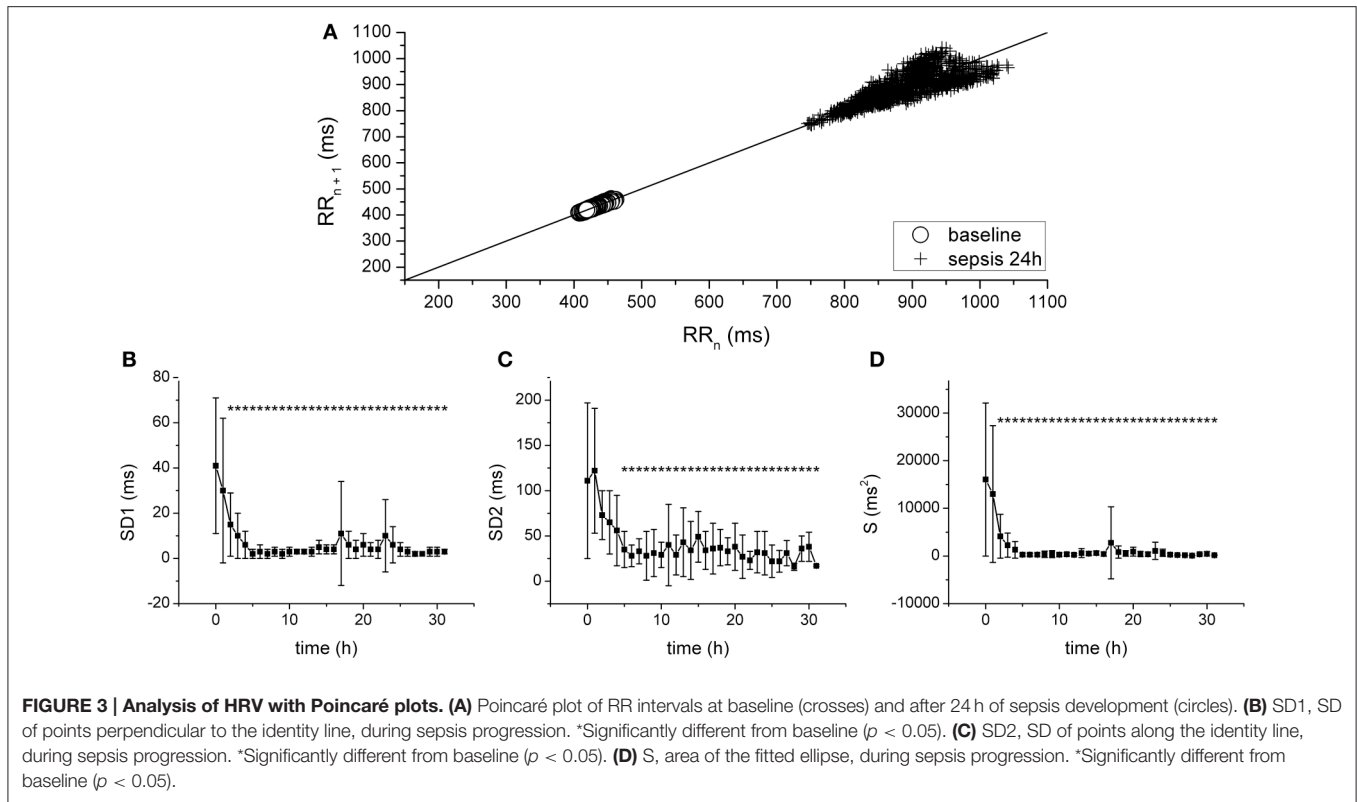 A
1100
1000
900
800
700
600
500
400
300
200
RRn + 1 (ms)
baseline
sepsis 24h
200 300 400 500 600 700 800 900 1000 1100
RRn (ms)
B
80
60
40
20
0
-20
SD1 (ms)
*******************************
0 10 20 30
time (h)
C
200
150
100
50
0
SD2 (ms)
***************************
0 10 20 30
time (h)
D
30000
20000
10000
0
-10000
S (ms²)
******************************
0 10 20 30
time (h)
FIGURE 3 | Analysis of HRV with Poincaré plots. (A) Poincaré plot of RR intervals at baseline (crosses) and after 24 h of sepsis development (circles). (B) SD1, SD
of points perpendicular to the identity line, during sepsis progression. *Significantly different from baseline (p < 0.05). (C) SD2, SD of points along the identity line,
during sepsis progression. *Significantly different from baseline (p < 0.05). (D) S, area of the fitted ellipse, during sepsis progression. *Significantly different from
baseline (p < 0.05).